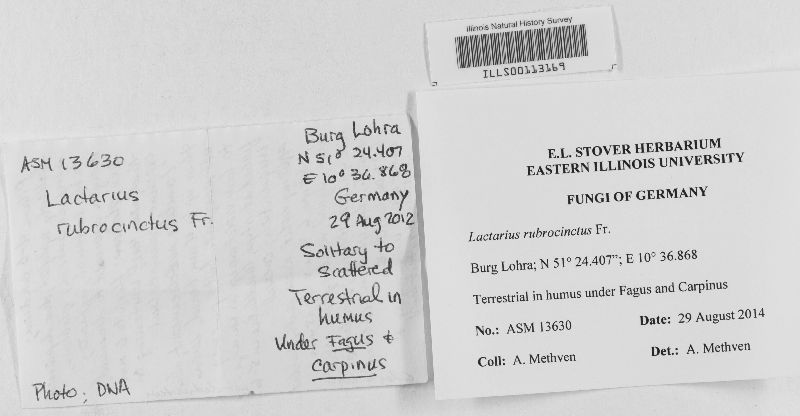 Illinois Natural History Survey
ILLS00113169
ASM 13630
Lactarius
rubrocinctus Fr.
Burg Lohra
N 51° 24.407
E 10° 36.868
Germany
29 Aug 2012
Solitary to
Scattered
Terrestrial in
humus
Under Fagus &
Carpinus
Photo; DNA
E.L. STOVER HERBARIUM
EASTERN ILLINOIS UNIVERSITY
FUNGI OF GERMANY
Lactarius rubrocinctus Fr.
Burg Lohra; N 51° 24.407”; E 10° 36.868
Terrestrial in humus under Fagus and Carpinus
No.: ASM 13630 Date: 29 August 2014
Coll: A. Methven Det.: A. Methven